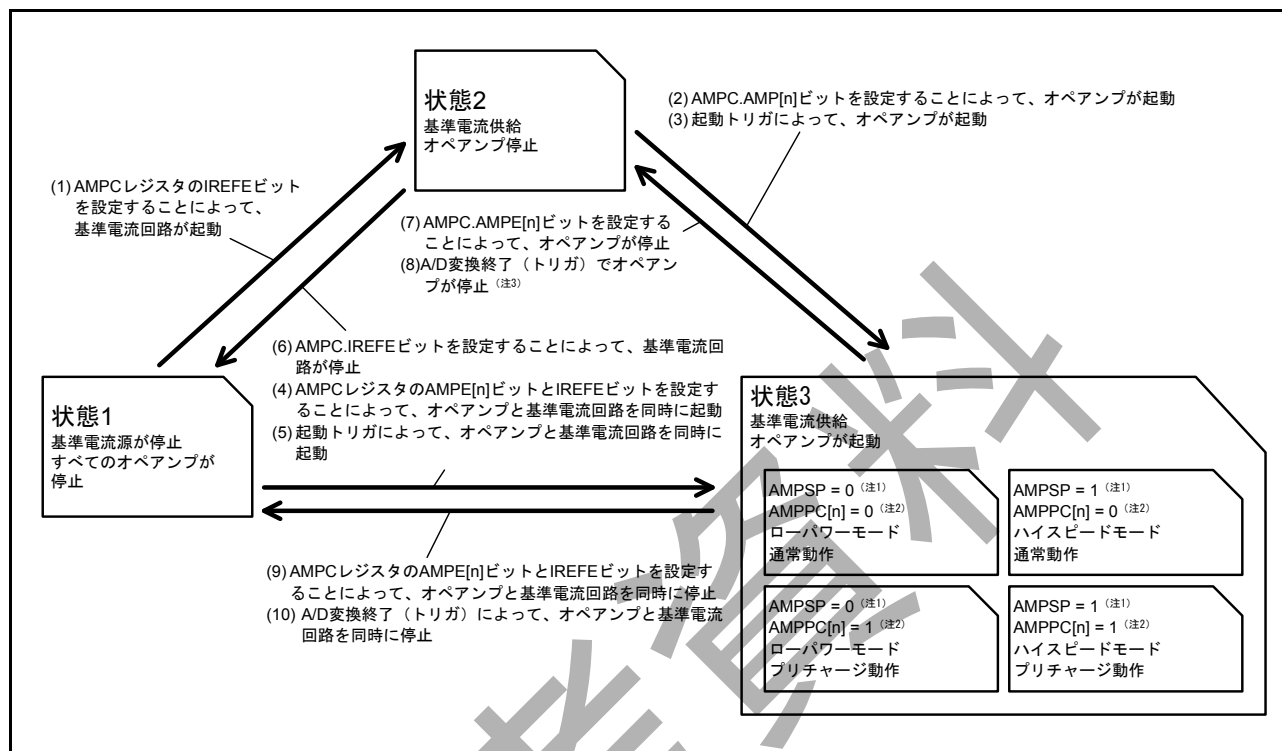 状態2
基準電流供給
オペアンプ停止
(2) AMPC.AMP[n]ビットを設定することによって、オペアンプが起動
(3) 起動トリガによって、オペアンプが起動
(1) AMPCレジスタのIREFEビット
を設定することによって、
基準電流回路が起動
(7) AMPC.AMPE[n]ビットを設定する
ことによって、オペアンプが停止
(8)A/D変換終了（トリガ）でオペアン
プが停止（注3）
(6) AMPC.IREFEビットを設定することによって、基準電流回
路が停止
(4) AMPCレジスタのAMPE[n]ビットとIREFEビットを設定す
ることによって、オペアンプと基準電流回路を同時に起動
(5) 起動トリガによって、オペアンプと基準電流回路を同時に
起動
状態1
基準電流源が停止
すべてのオペアンプが
停止
状態3
基準電流供給
オペアンプが起動
AMPSP = 0（注1）
AMPPC[n] = 0（注2）
ローパワーモード
通常動作
AMPSP = 1（注1）
AMPPC[n] = 0（注2）
ハイスピードモード
通常動作
AMPSP = 0（注1）
AMPPC[n] = 1（注2）
ローパワーモード
プリチャージ動作
AMPSP = 1（注1）
AMPPC[n] = 1（注2）
ハイスピードモード
プリチャージ動作
(9) AMPCレジスタのAMPE[n]ビットとIREFEビットを設定す
ることによって、オペアンプと基準電流回路を同時に停止
(10) A/D変換終了（トリガ）によって、オペアンプと基準電流
回路を同時に停止
資料